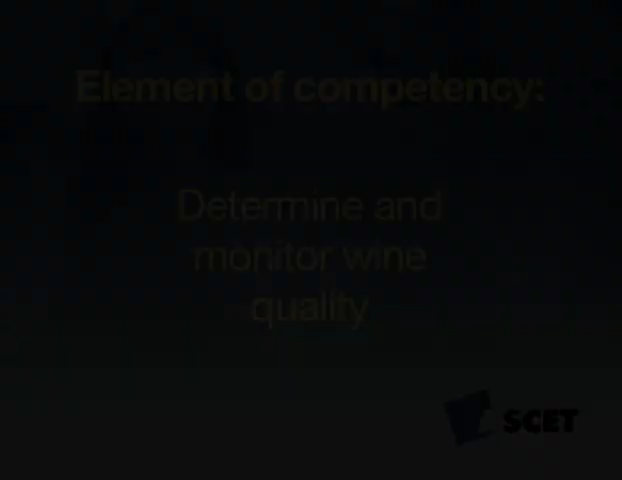 Element of competency:
Determine and
monitor wine
quality
SCET